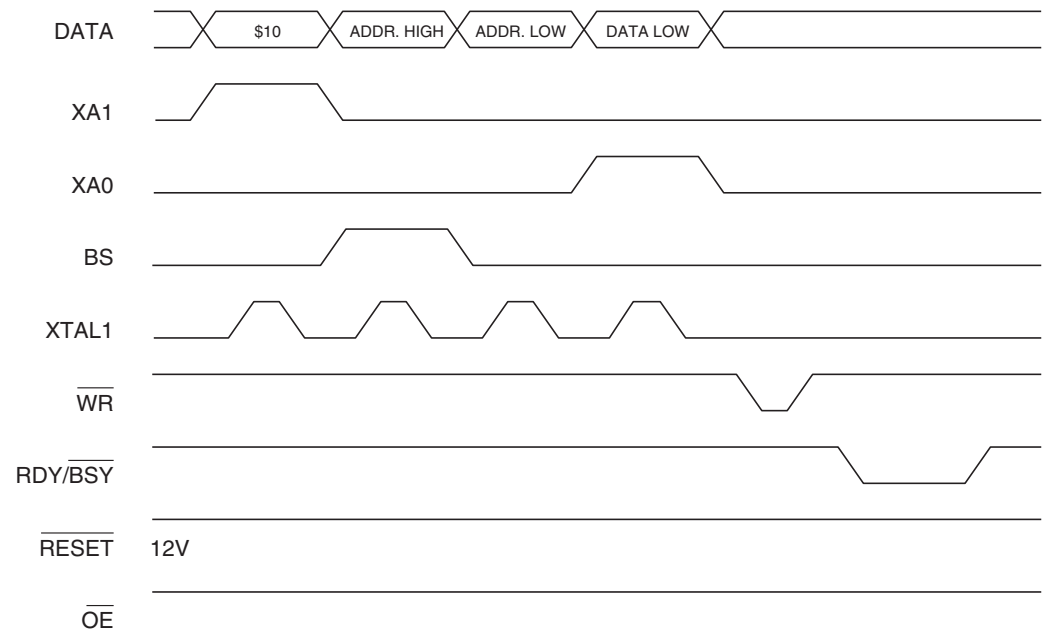 DATA $10 ADDR. HIGH ADDR. LOW DATA LOW
XA1
XA0
BS
XTAL1
WR
RDY/BSY
RESET 12V
OE